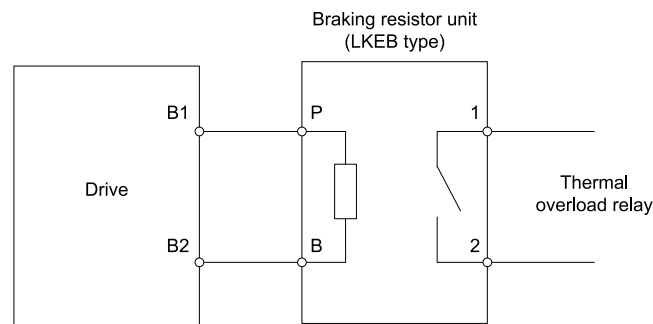 Braking resistor unit
(LKEB type)
B1
P
1
Drive
Thermal
overload relay
B2
B
2